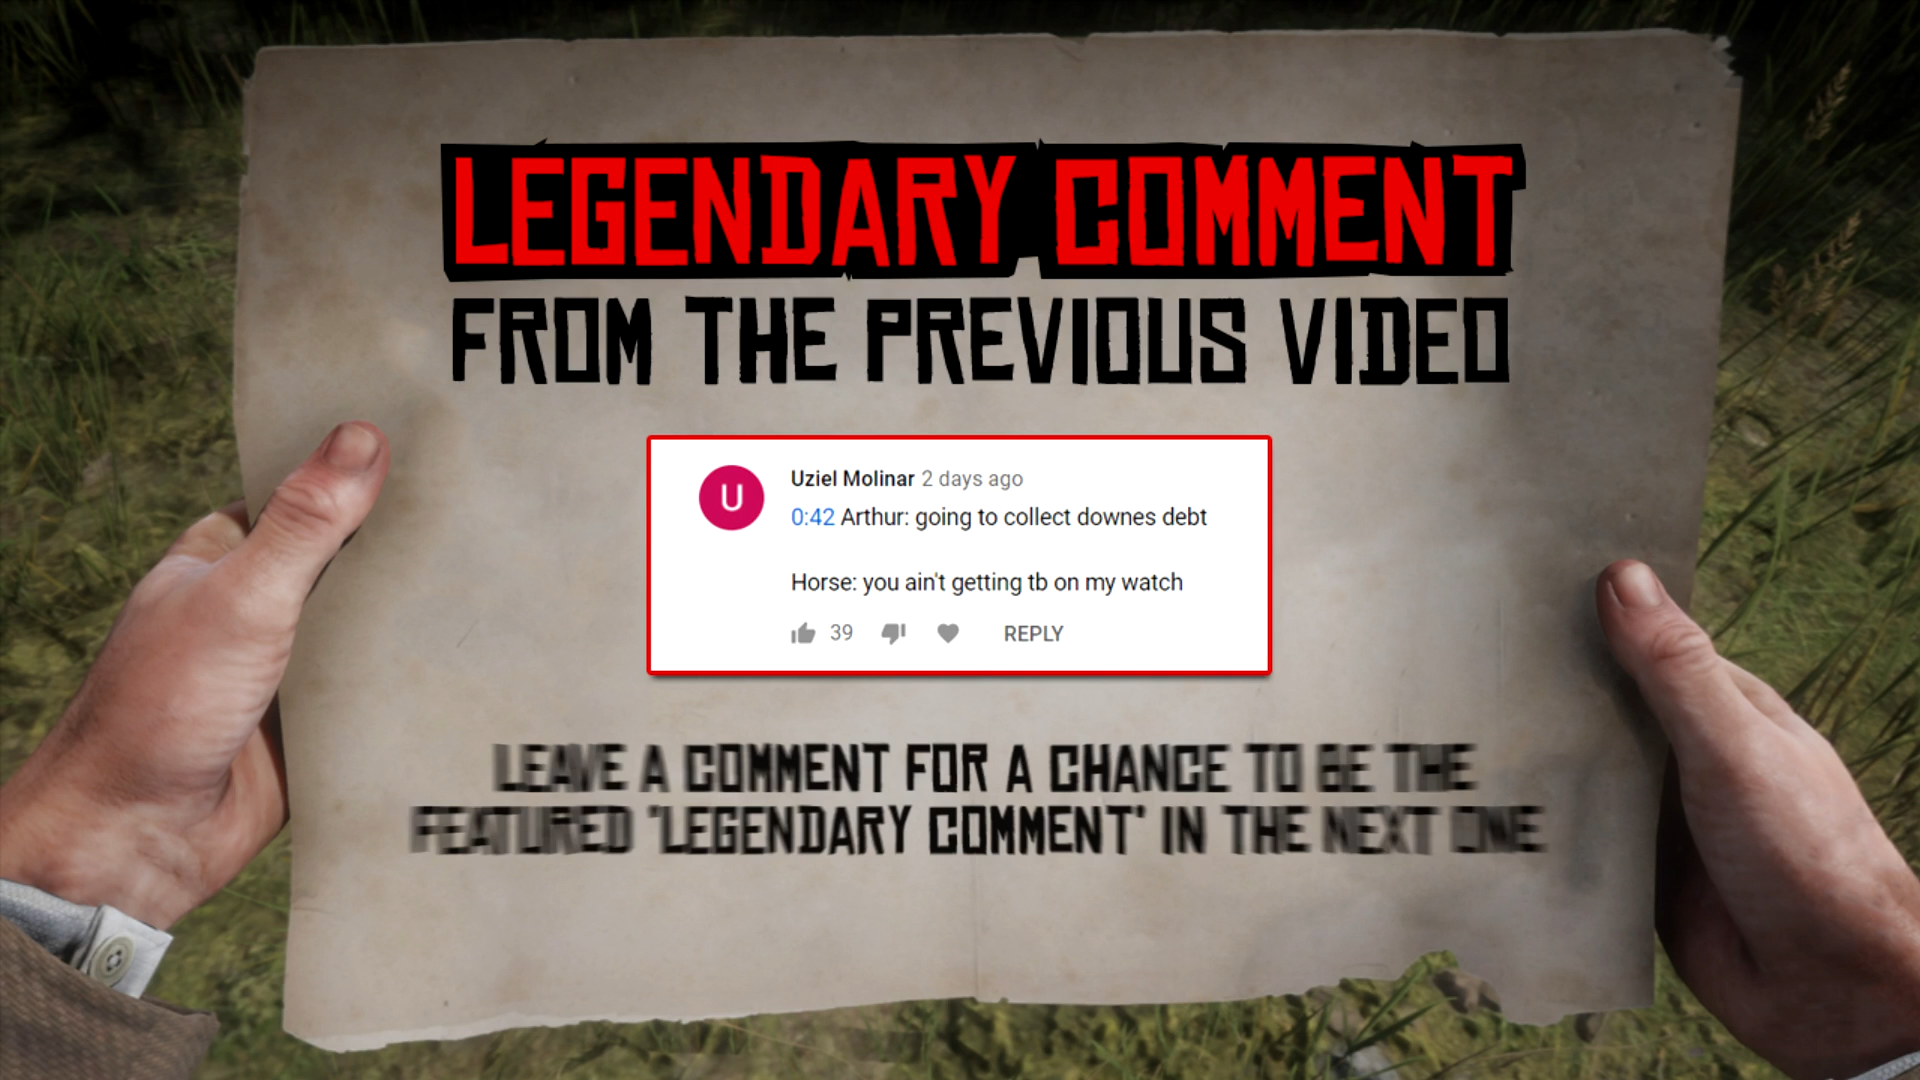 LEGENDARY COMMENT
FROM THE PREVIOUS VIDEO
U
Uziel Molinar 2 days ago
0:42 Arthur: going to collect downes debt
Horse: you ain't getting tb on my watch
39 REPLY
LEAVE A COMMENT FOR A CHANCE TO BE THE
FEATURED 'LEGENDARY COMMENT' IN THE NEXT ONE